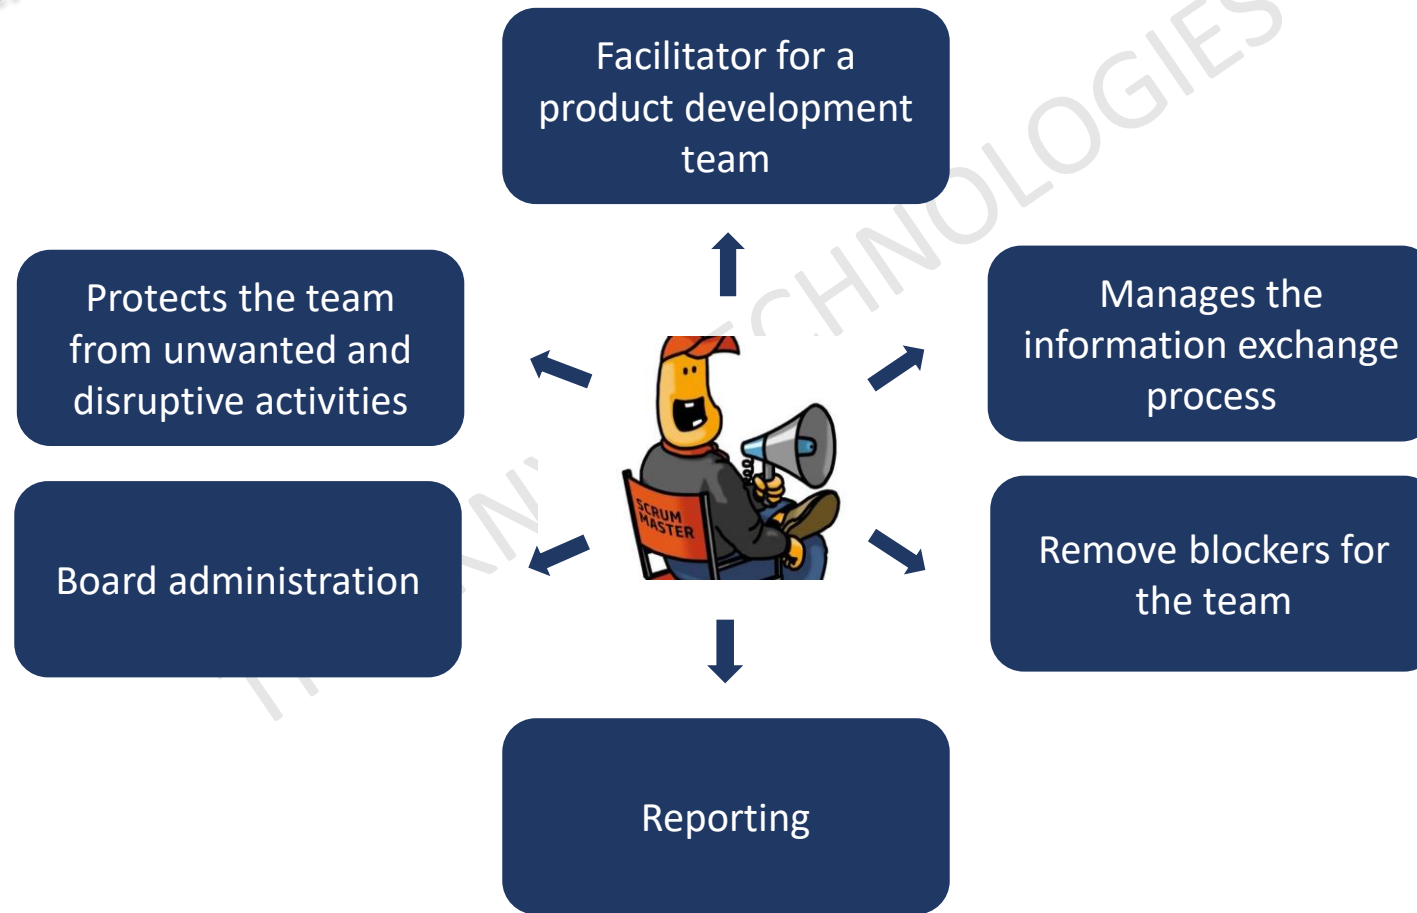 Facilitator for a
product development
team
Protects the team
from unwanted and
disruptive activities
Manages the
information exchange
process
SCRUM
MASTER
Board administration
Remove blockers for
the team
Reporting
TECHNOLOGIES